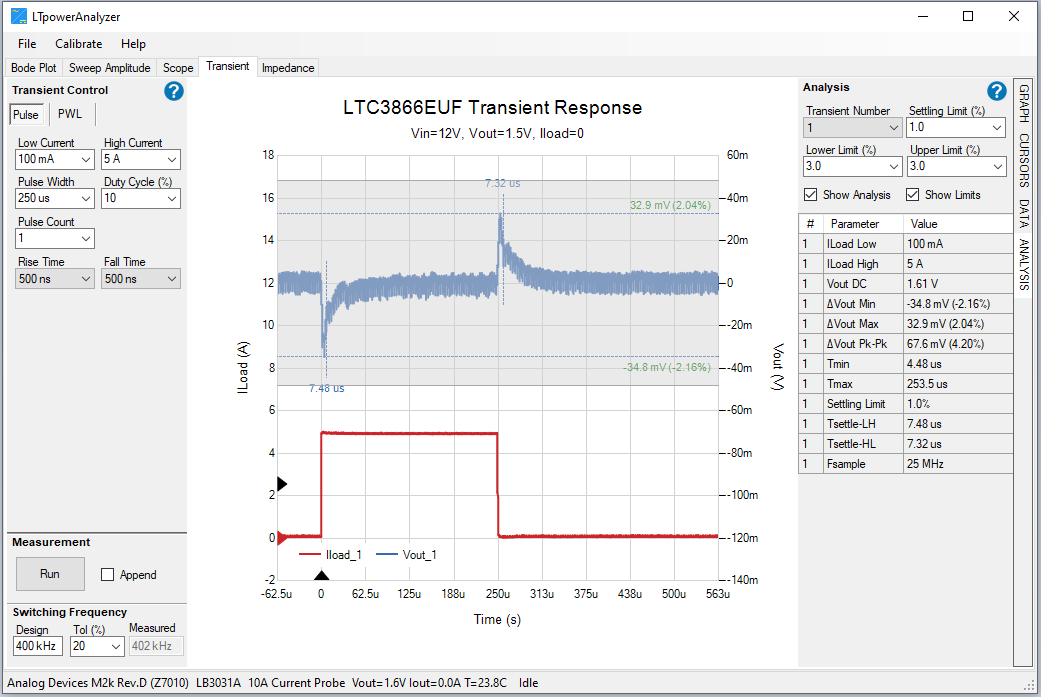 LTpowerAnalyzer
File Calibrate Help
Bode Plot Sweep Amplitude Scope Transient Impedance
Transient Control ?
Pulse PWL
Low Current High Current
100 mA 5 A
Pulse Width Duty Cycle (%)
250 us 10
Pulse Count
1
Rise Time Fall Time
500 ns 500 ns
Measurement
Run Append
Switching Frequency
Design Tol (%) Measured
400 kHz 20 402 kHz
LTC3866EUF Transient Response
Vin=12V, Vout=1.5V, Iload=0
18
16
14
12
10
8
6
4
2
0
-2
ILoad (A)
7.32 us
32.9 mV (2.04%)
-34.8 mV (-2.16%)
7.48 us
Iload_1 Vout_1
60m
40m
20m
0
-20m
-40m
-60m
-80m
-100m
-120m
-140m
Vout (V)
-62.5u 0 62.5u 125u 188u 250u 313u 375u 438u 500u 563u
Time (s)
Analysis ?
Transient Number Settling Limit (%)
1 1.0
Lower Limit (%) Upper Limit (%)
3.0 3.0
Show Analysis Show Limits
# Parameter Value
1 ILoad Low 100 mA
1 ILoad High 5 A
1 Vout DC 1.61 V
1 ΔVout Min -34.8 mV (-2.16%)
1 ΔVout Max 32.9 mV (2.04%)
1 ΔVout Pk-Pk 67.6 mV (4.20%)
1 Tmin 4.48 us
1 Tmax 253.5 us
1 Settling Limit 1.0%
1 Tsettle-LH 7.48 us
1 Tsettle-HL 7.32 us
1 Fsample 25 MHz
GRAPH CURSORS DATA ANALYSIS
Analog Devices M2k Rev.D (Z7010) LB3031A 10A Current Probe Vout=1.6V Iout=0.0A T=23.8C Idle